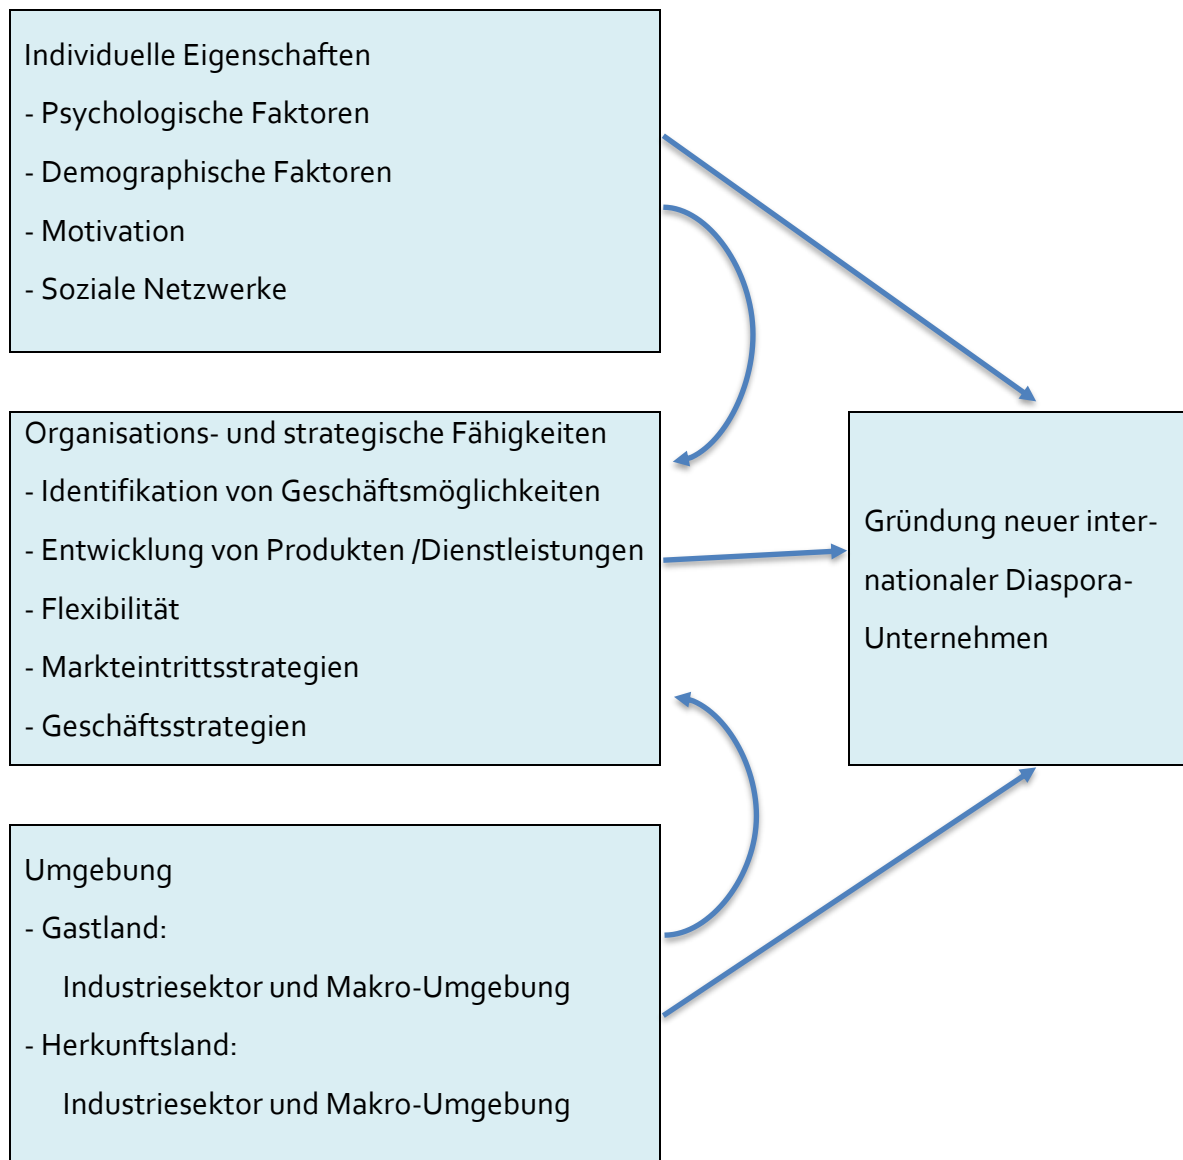 Individuelle Eigenschaften
- Psychologische Faktoren
- Demographische Faktoren
- Motivation
- Soziale Netzwerke
Organisations- und strategische Fähigkeiten
- Identifikation von Geschäftsmöglichkeiten
- Entwicklung von Produkten /Dienstleistungen
- Flexibilität
- Markteintrittsstrategien
- Geschäftsstrategien
Gründung neuer inter-
nationaler Diaspora-
Unternehmen
Umgebung
- Gastland:
Industriesektor und Makro-Umgebung
- Herkunftsland:
Industriesektor und Makro-Umgebung